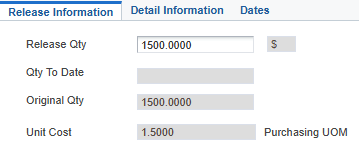 Release Information Detail Information Dates
Release Qty 1500.0000 $
Qty To Date
Original Qty 1500.0000
Unit Cost 1.5000 Purchasing UOM